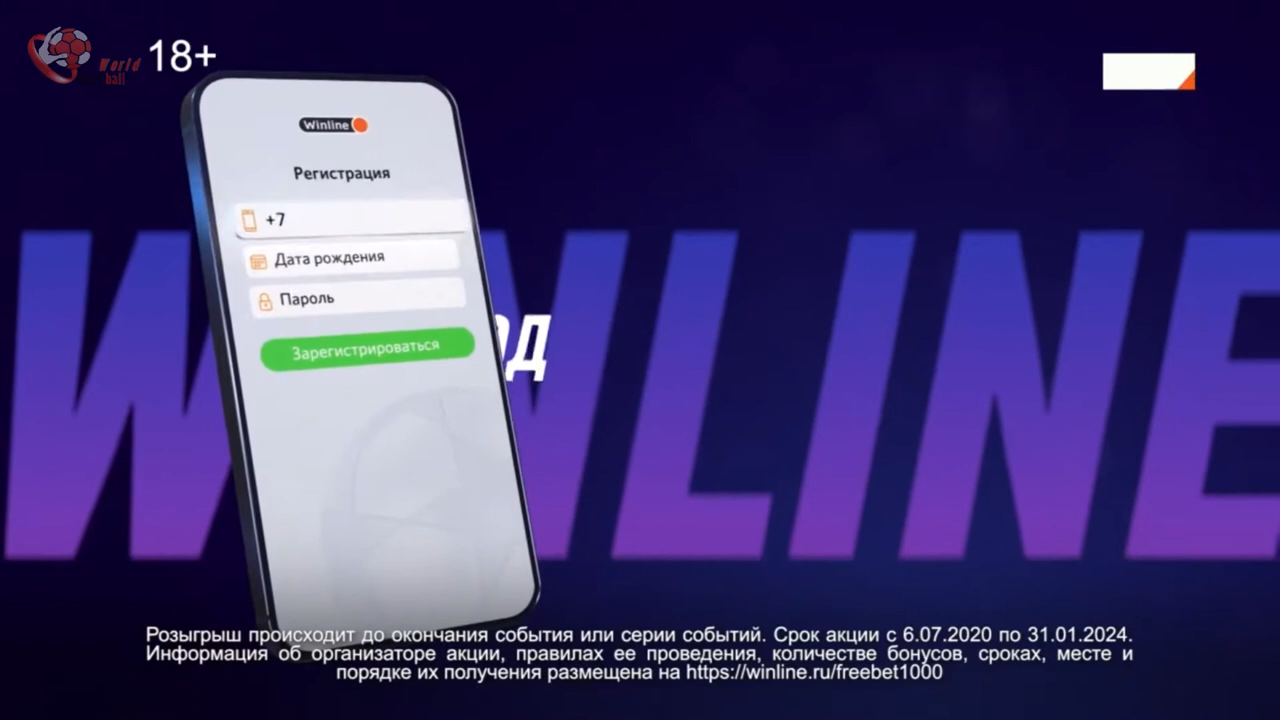 World
ball
18+
Winline
Регистрация
+7
Дата рождения
Пароль
Зарегистрироваться
WINLINE
Розыгрыш происходит до окончания события или серии событий. Срок акции с 6.07.2020 по 31.01.2024.
Информация об организаторе акции, правилах ее проведения, количестве бонусов, сроках, месте и
порядке их получения размещена на https://winline.ru/freebet1000